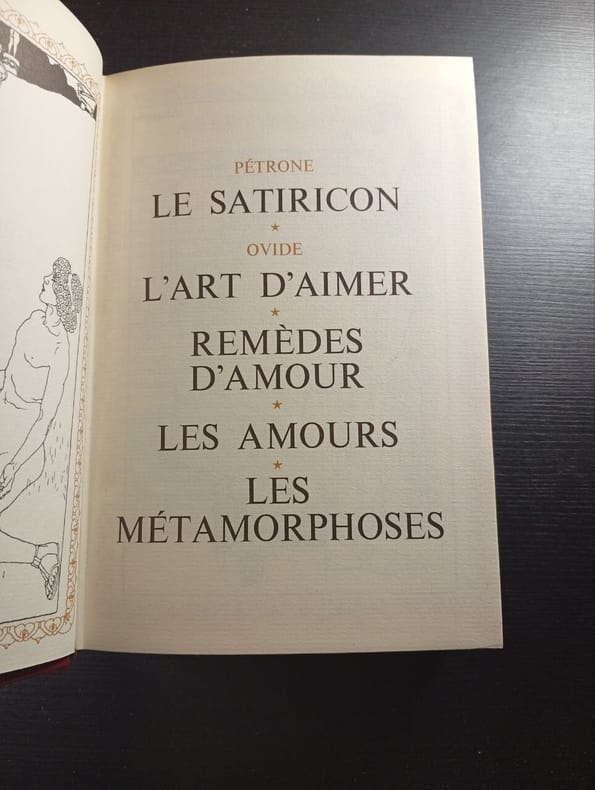 PÉTRONE
LE SATIRICON
OVIDE
L'ART D'AIMER
REMÈDES
D'AMOUR
LES AMOURS
LES
MÉTAMORPHOSES